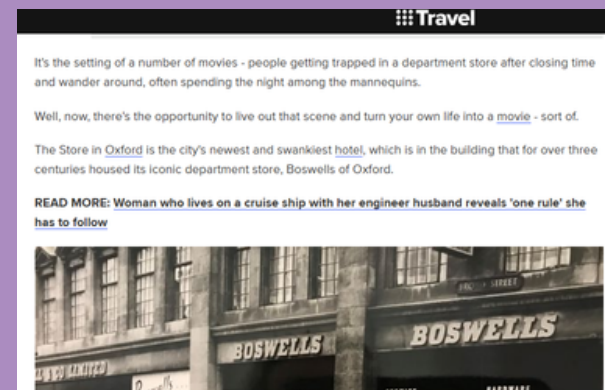 Travel
It's the setting of a number of movies - people getting trapped in a department store after closing time
and wander around, often spending the night among the mannequins.
Well, now, there's the opportunity to live out that scene and turn your own life into a movie - sort of.
The Store in Oxford is the city's newest and swankiest hotel, which is in the building that for over three
centuries housed its iconic department store, Boswells of Oxford.
READ MORE: Woman who lives on a cruise ship with her engineer husband reveals 'one rule' she
has to follow
STREET
BOSWELLS
BOSWELLS
& CO LIMITED
Boswells
HARDWARE